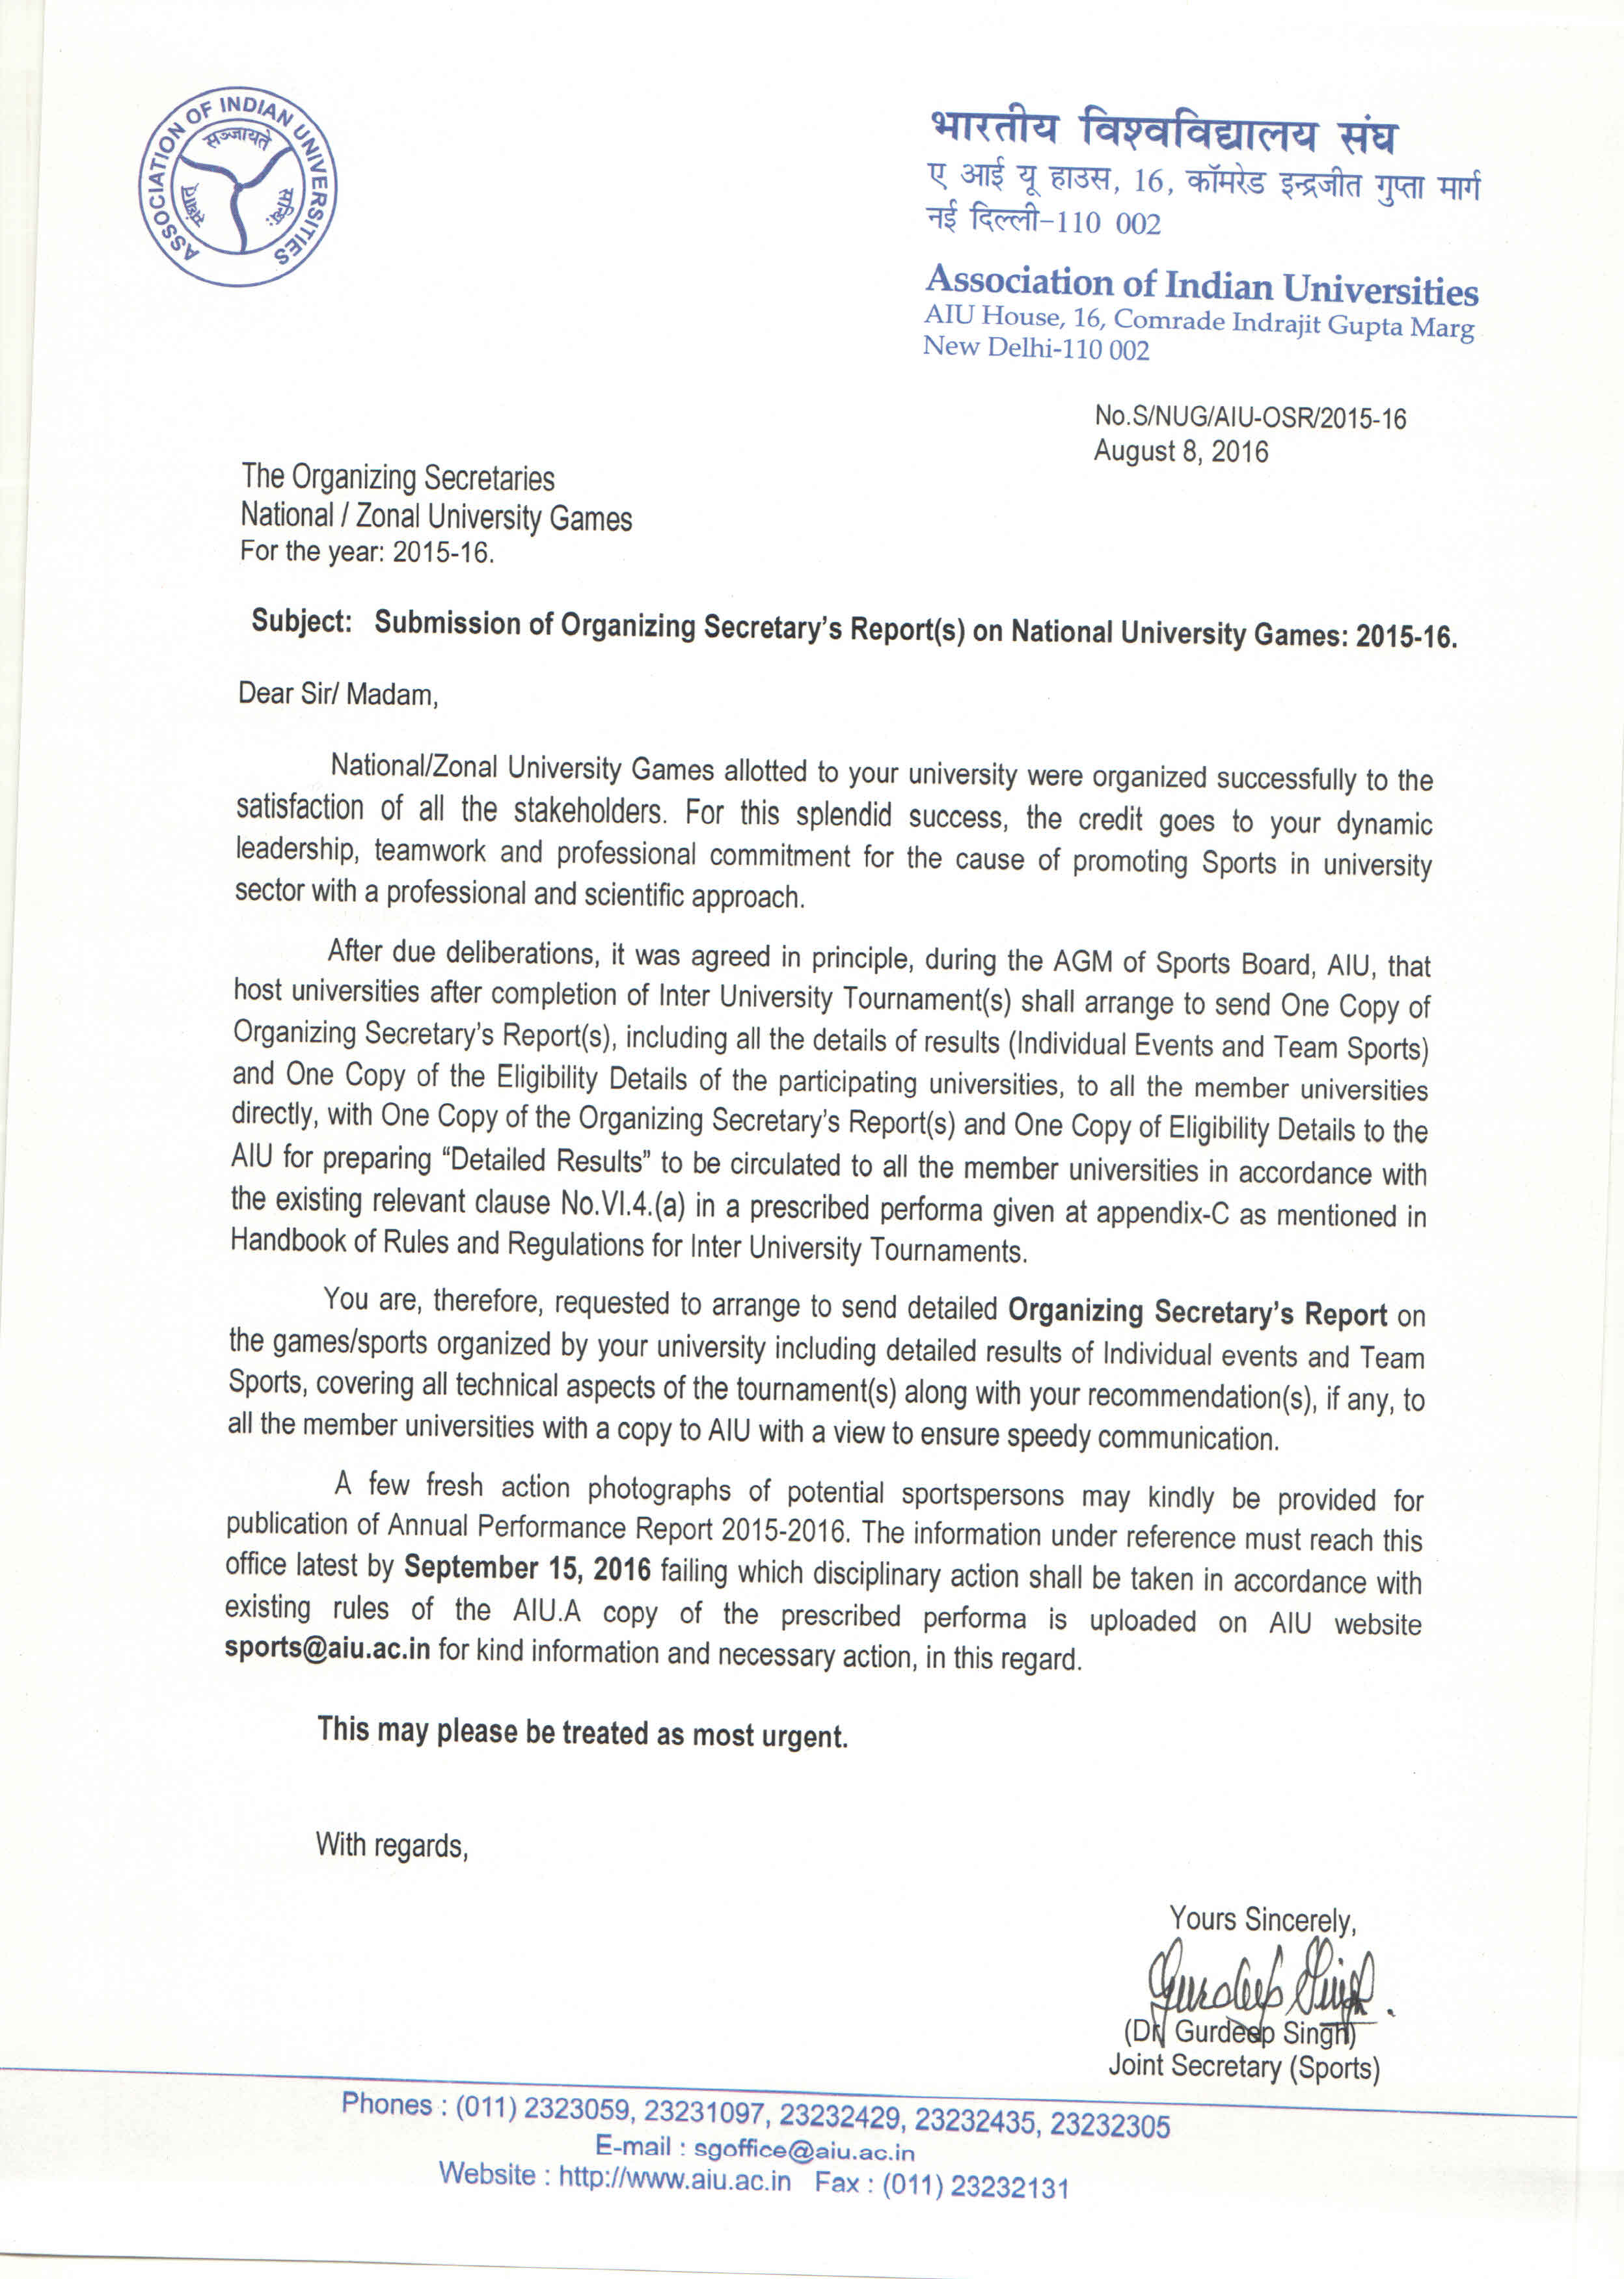 ASSOCIATION OF INDIAN UNIVERSITIES
सञ्जायते
भारतीय विश्वविद्यालय संघ
ए आई यू हाउस, 16, कॉमरेड इन्द्रजीत गुप्ता मार्ग
नई दिल्ली-110 002
Association of Indian Universities
AIU House, 16, Comrade Indrajit Gupta Marg
New Delhi-110 002
No.S/NUG/AIU-OSR/2015-16
August 8, 2016
The Organizing Secretaries
National / Zonal University Games
For the year: 2015-16.
Subject: Submission of Organizing Secretary's Report(s) on National University Games: 2015-16.
Dear Sir/ Madam,
National/Zonal University Games allotted to your university were organized successfully to the
satisfaction of all the stakeholders. For this splendid success, the credit goes to your dynamic
leadership, teamwork and professional commitment for the cause of promoting Sports in university
sector with a professional and scientific approach.
After due deliberations, it was agreed in principle, during the AGM of Sports Board, AIU, that
host universities after completion of Inter University Tournament(s) shall arrange to send One Copy of
Organizing Secretary's Report(s), including all the details of results (Individual Events and Team Sports)
and One Copy of the Eligibility Details of the participating universities, to all the member universities
directly, with One Copy of the Organizing Secretary's Report(s) and One Copy of Eligibility Details to the
AIU for preparing “Detailed Results” to be circulated to all the member universities in accordance with
the existing relevant clause No.VI.4.(a) in a prescribed performa given at appendix-C as mentioned in
Handbook of Rules and Regulations for Inter University Tournaments.
You are, therefore, requested to arrange to send detailed Organizing Secretary's Report on
the games/sports organized by your university including detailed results of Individual events and Team
Sports, covering all technical aspects of the tournament(s) along with your recommendation(s), if any, to
all the member universities with a copy to AIU with a view to ensure speedy communication.
A few fresh action photographs of potential sportspersons may kindly be provided for
publication of Annual Performance Report 2015-2016. The information under reference must reach this
office latest by September 15, 2016 failing which disciplinary action shall be taken in accordance with
existing rules of the AIU.A copy of the prescribed performa is uploaded on AIU website
sports@aiu.ac.in for kind information and necessary action, in this regard.
This may please be treated as most urgent.
With regards,
Yours Sincerely,
Gurdeep Singh
(Dr. Gurdeep Singh)
Joint Secretary (Sports)
Phones : (011) 2323059, 23231097, 23232429, 23232435, 23232305
E-mail : sgoffice@aiu.ac.in
Website : http://www.aiu.ac.in Fax : (011) 23232131